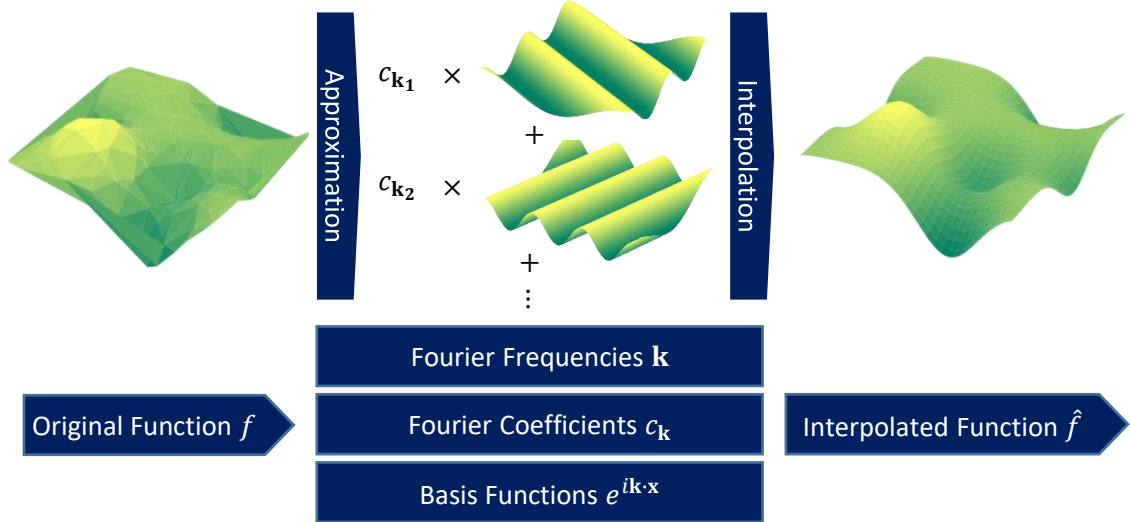 Approximation
c_{𝐤_1} ×
+
c_{𝐤_2} ×
+
⋮
Interpolation
Fourier Frequencies 𝐤
Original Function f
Fourier Coefficients c_𝐤
Interpolated Function f̂
Basis Functions e^{i𝐤·𝐱}